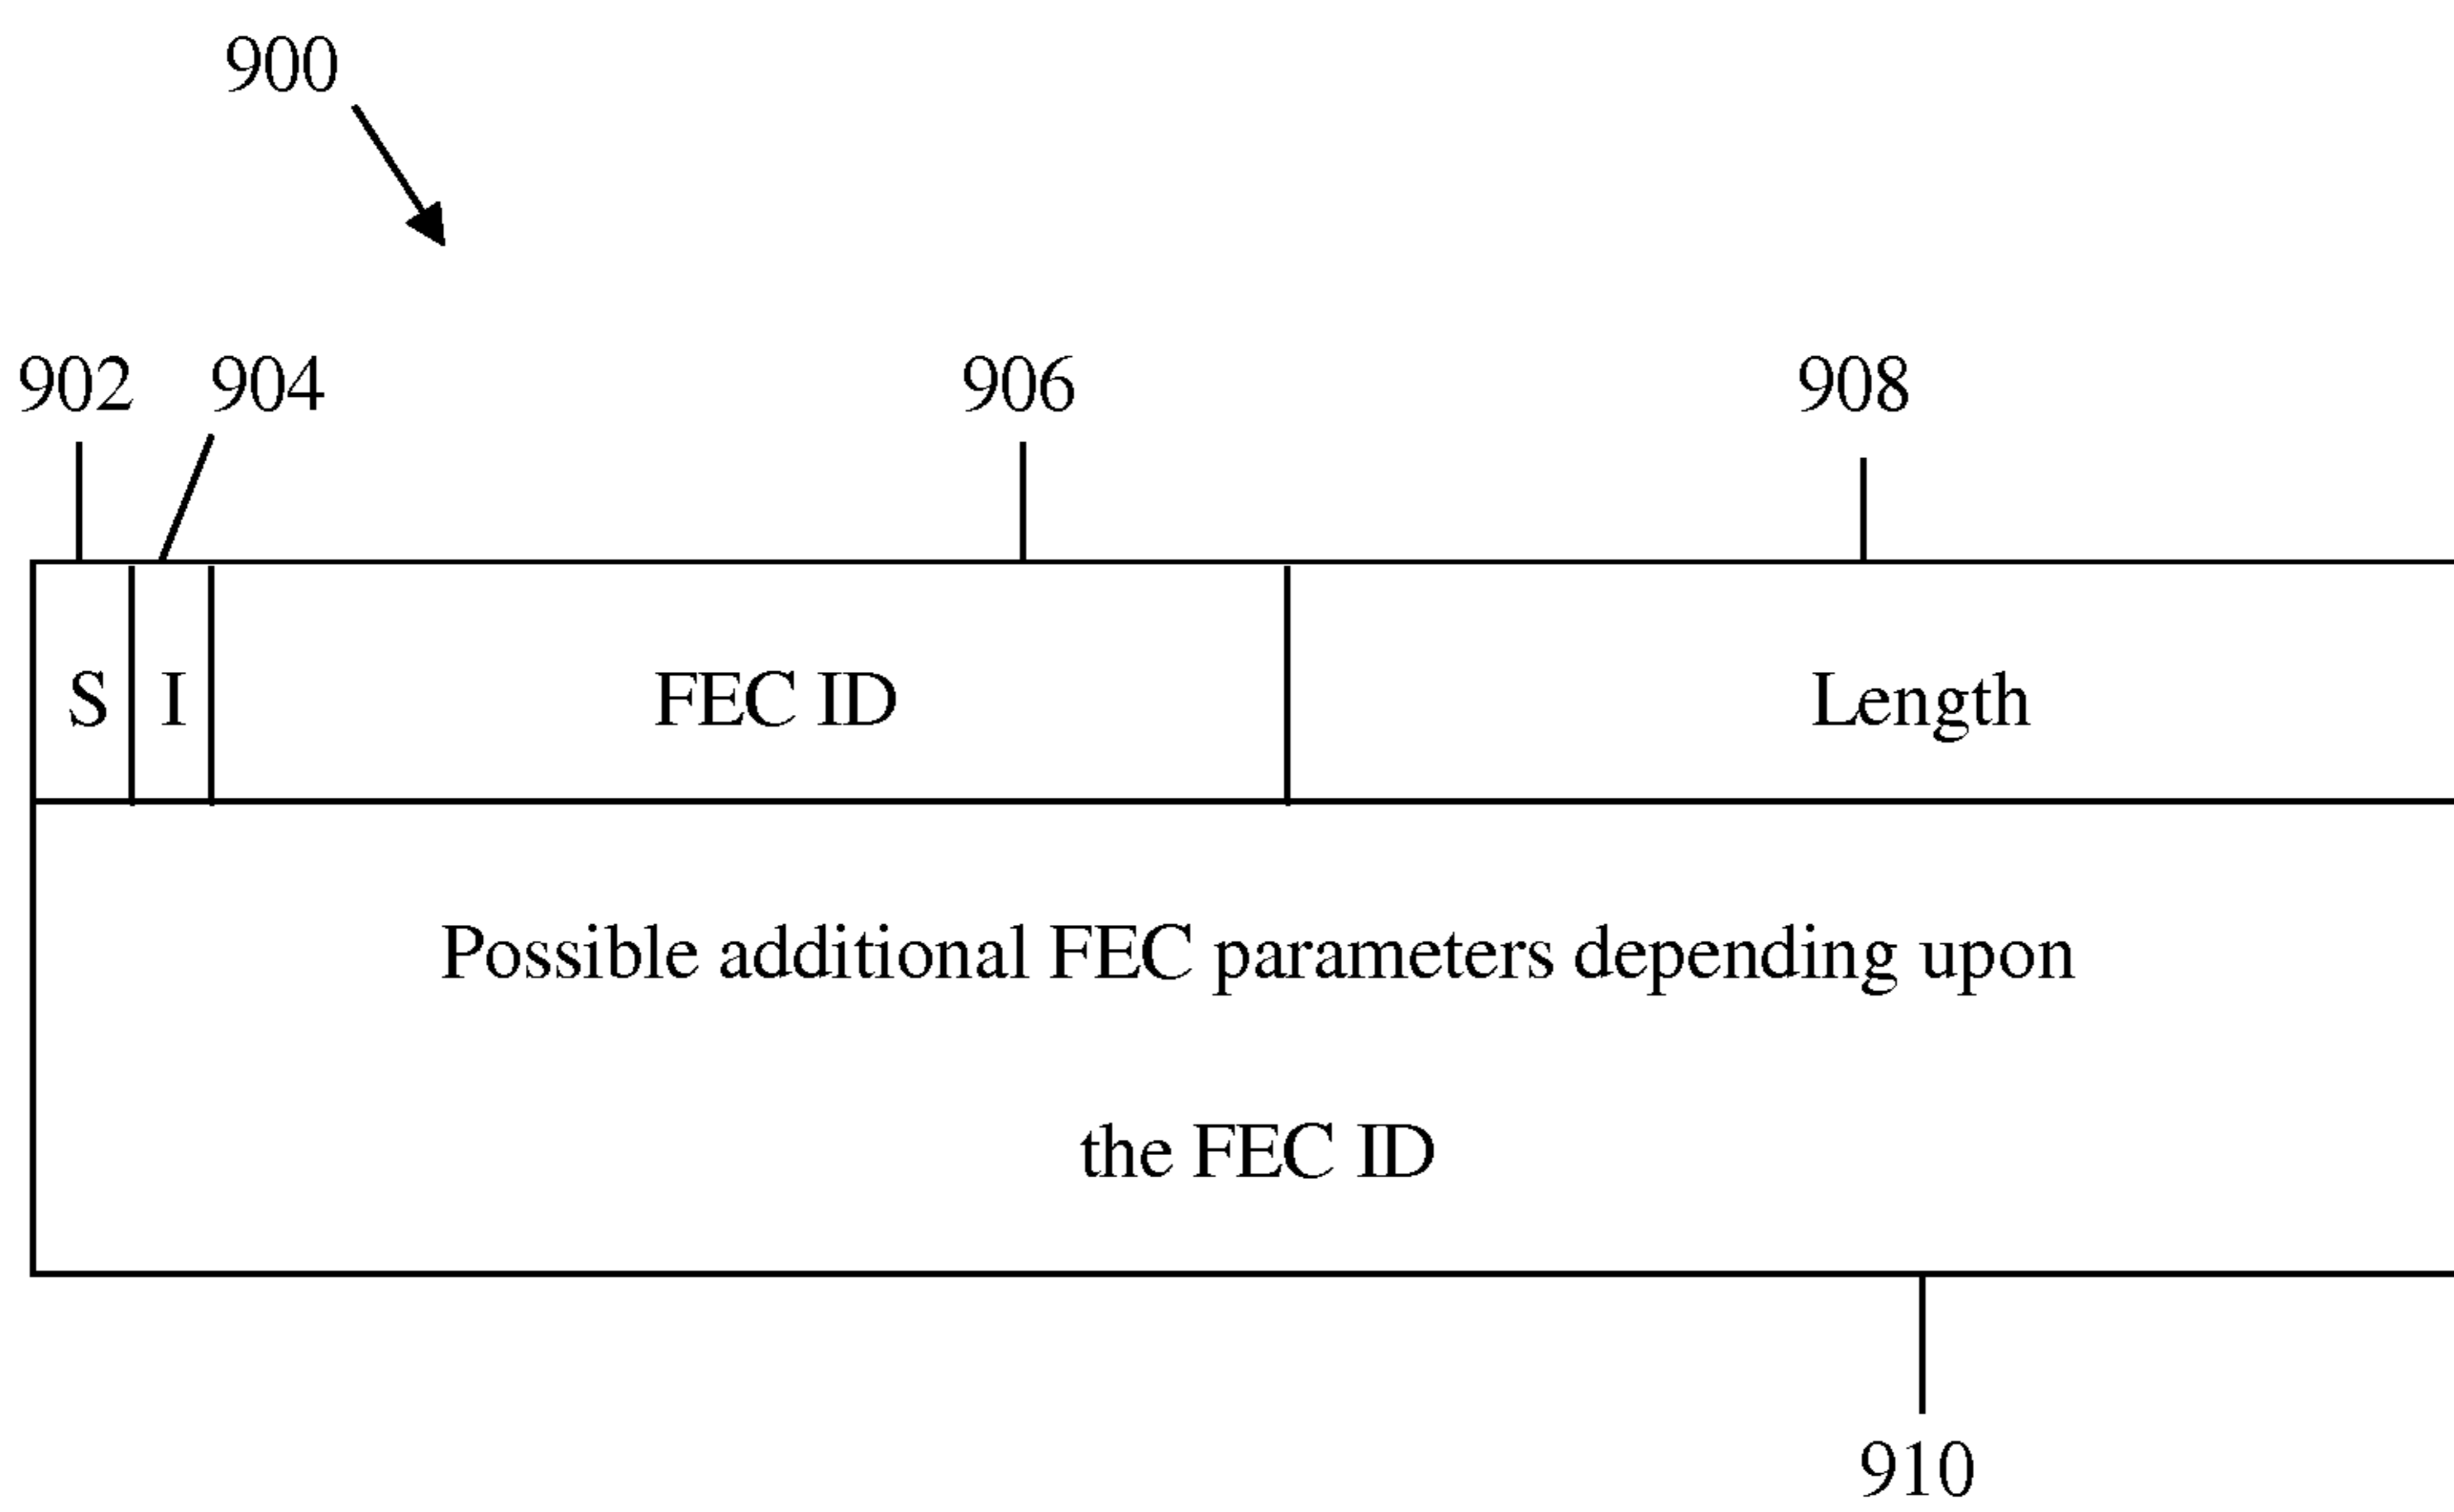 900
902 904 906 908
S I FEC ID Length
Possible additional FEC parameters depending upon
the FEC ID
910